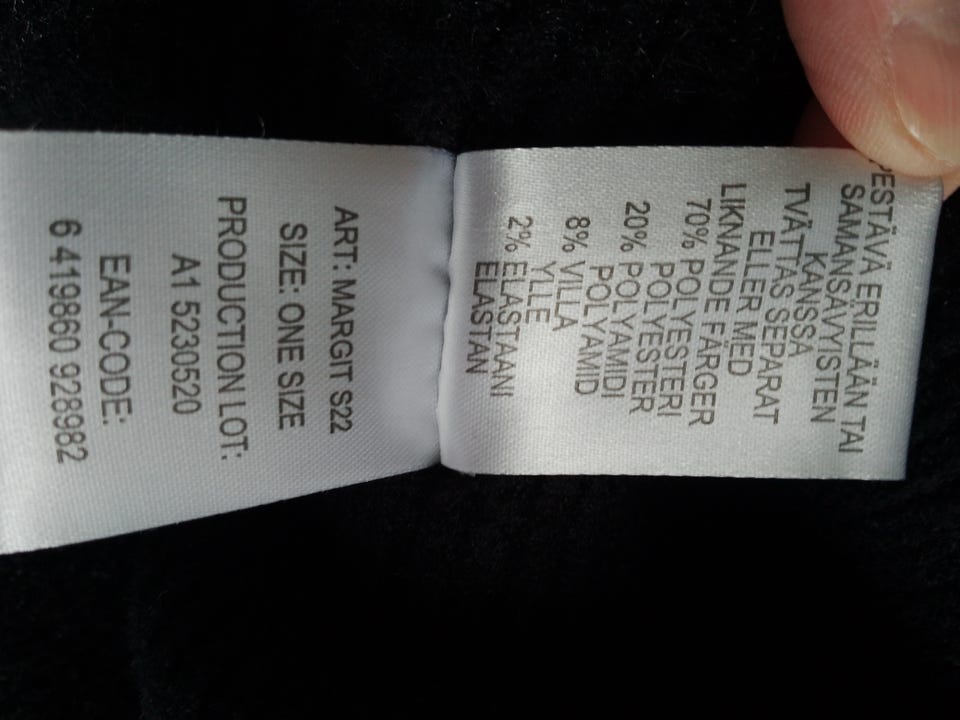 PESTÄVÄ ERILLÄÄN TAI
SAMANSÄVYISTEN
KANSSA
TVÄTTAS SEPARAT
ELLER MED
LIKNANDE FÄRGER
70% POLYESTERI
POLYESTER
20% POLYAMIDI
POLYAMID
8% VILLA
YLLE
2% ELASTAANI
ELASTAN
ART: MARGIT S22
SIZE: ONE SIZE
PRODUCTION LOT:
A1 5230520
EAN-CODE:
6 419860 928982